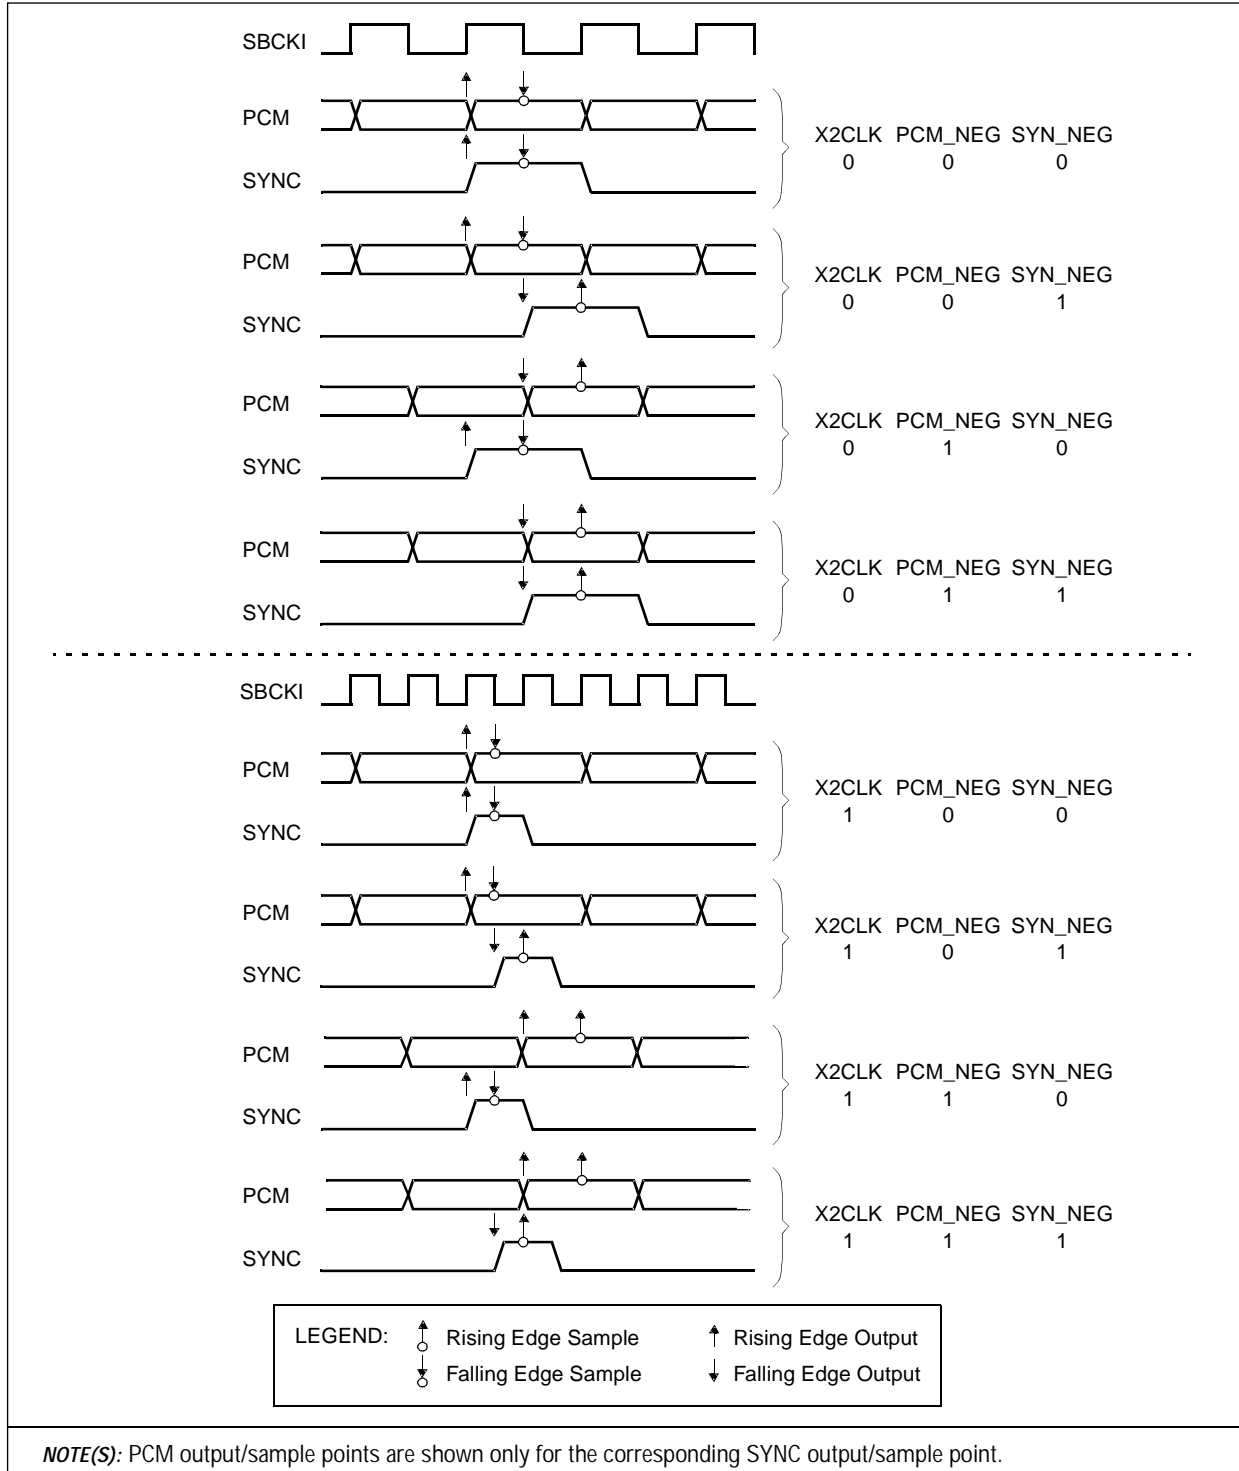 SBCKI
PCM
X2CLK PCM_NEG SYN_NEG
0 0 0
SYNC
PCM
X2CLK PCM_NEG SYN_NEG
0 0 1
SYNC
PCM
X2CLK PCM_NEG SYN_NEG
0 1 0
SYNC
PCM
X2CLK PCM_NEG SYN_NEG
0 1 1
SYNC
SBCKI
PCM
X2CLK PCM_NEG SYN_NEG
1 0 0
SYNC
PCM
X2CLK PCM_NEG SYN_NEG
1 0 1
SYNC
PCM
X2CLK PCM_NEG SYN_NEG
1 1 0
SYNC
PCM
X2CLK PCM_NEG SYN_NEG
1 1 1
SYNC
LEGEND: Rising Edge Sample Rising Edge Output
Falling Edge Sample Falling Edge Output
NOTE(S): PCM output/sample points are shown only for the corresponding SYNC output/sample point.